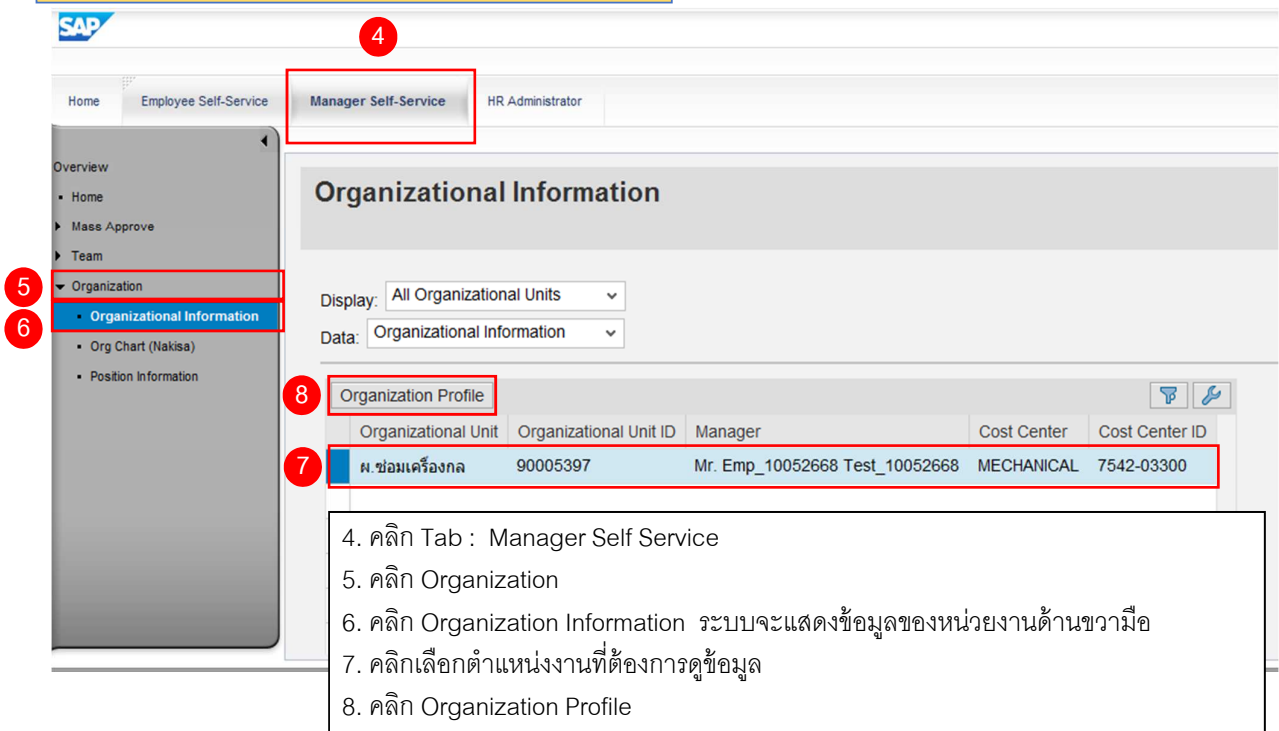 SAP
4
Home
Employee Self-Service
Manager Self-Service
HR Administrator
Overview
Home
Mass Approve
Team
5
Organization
6
Organizational Information
Org Chart (Nakisa)
Position Information
Organizational Information
Display: All Organizational Units
Data: Organizational Information
8
Organization Profile
Organizational Unit Organizational Unit ID Manager Cost Center Cost Center ID
7
ผ.ซ่อมเครื่องกล 90005397 Mr. Emp_10052668 Test_10052668 MECHANICAL 7542-03300
4. คลิก Tab : Manager Self Service
5. คลิก Organization
6. คลิก Organization Information ระบบจะแสดงข้อมูลของหน่วยงานด้านขวามือ
7. คลิกเลือกตำแหน่งงานที่ต้องการดูข้อมูล
8. คลิก Organization Profile